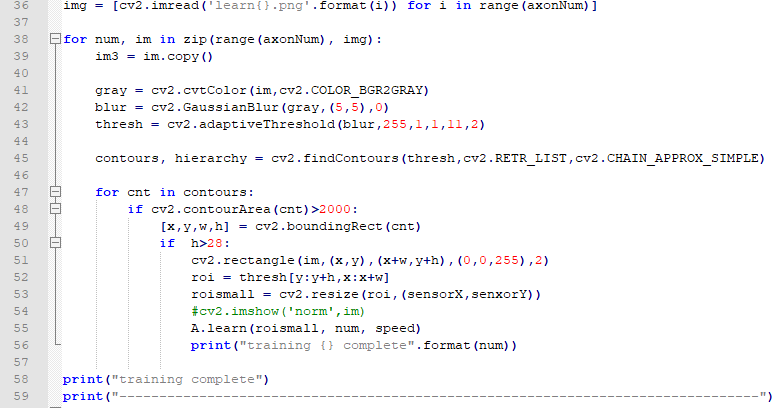 36 img = [cv2.imread('learn{}.png'.format(i)) for i in range(axonNum)]
37
38 for num, im in zip(range(axonNum), img):
39 im3 = im.copy()
40
41 gray = cv2.cvtColor(im,cv2.COLOR_BGR2GRAY)
42 blur = cv2.GaussianBlur(gray,(5,5),0)
43 thresh = cv2.adaptiveThreshold(blur,255,1,1,11,2)
44
45 contours, hierarchy = cv2.findContours(thresh,cv2.RETR_LIST,cv2.CHAIN_APPROX_SIMPLE)
46
47 for cnt in contours:
48 if cv2.contourArea(cnt)>2000:
49 [x,y,w,h] = cv2.boundingRect(cnt)
50 if h>28:
51 cv2.rectangle(im,(x,y),(x+w,y+h),(0,0,255),2)
52 roi = thresh[y:y+h,x:x+w]
53 roismall = cv2.resize(roi,(sensorX,senxorY))
54 #cv2.imshow('norm',im)
55 A.learn(roismall, num, speed)
56 print("training {} complete".format(num))
57
58 print("training complete")
59 print("--------------------------------------------------------------------------------")